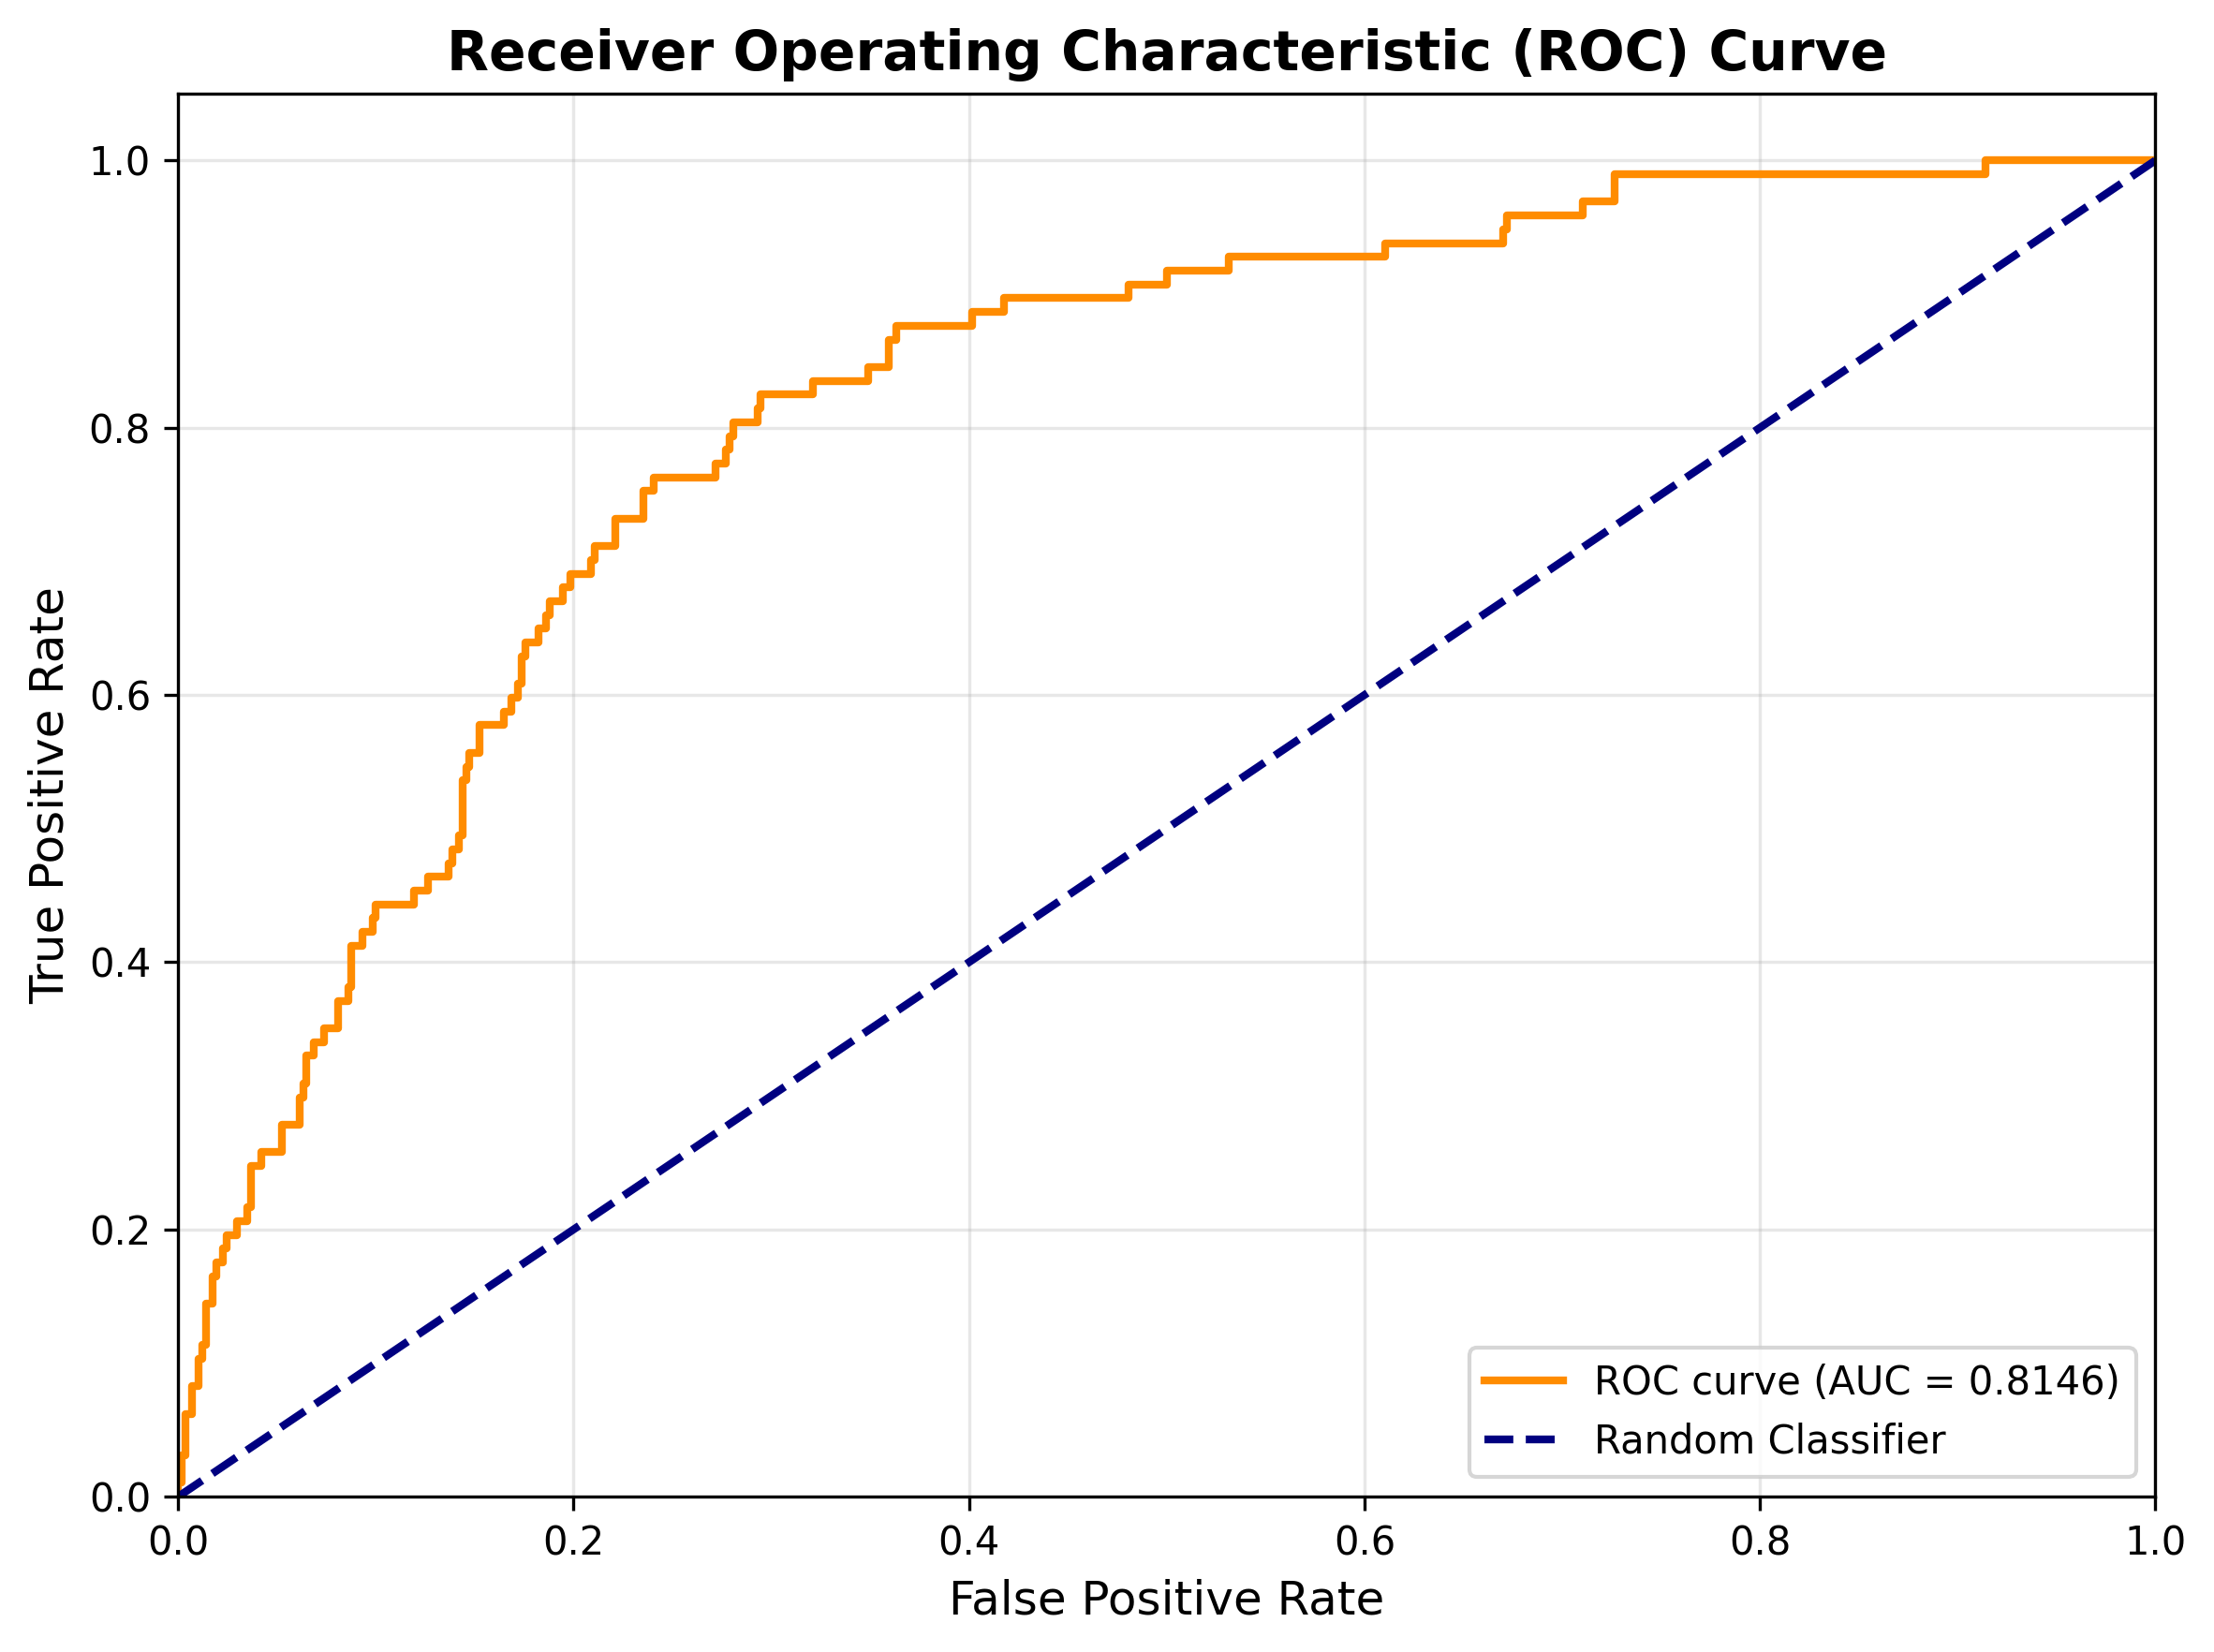 Receiver Operating Characteristic (ROC) Curve
True Positive Rate
1.0
0.8
0.6
0.4
0.2
0.0
0.0 0.2 0.4 0.6 0.8 1.0
False Positive Rate
ROC curve (AUC = 0.8146)
Random Classifier